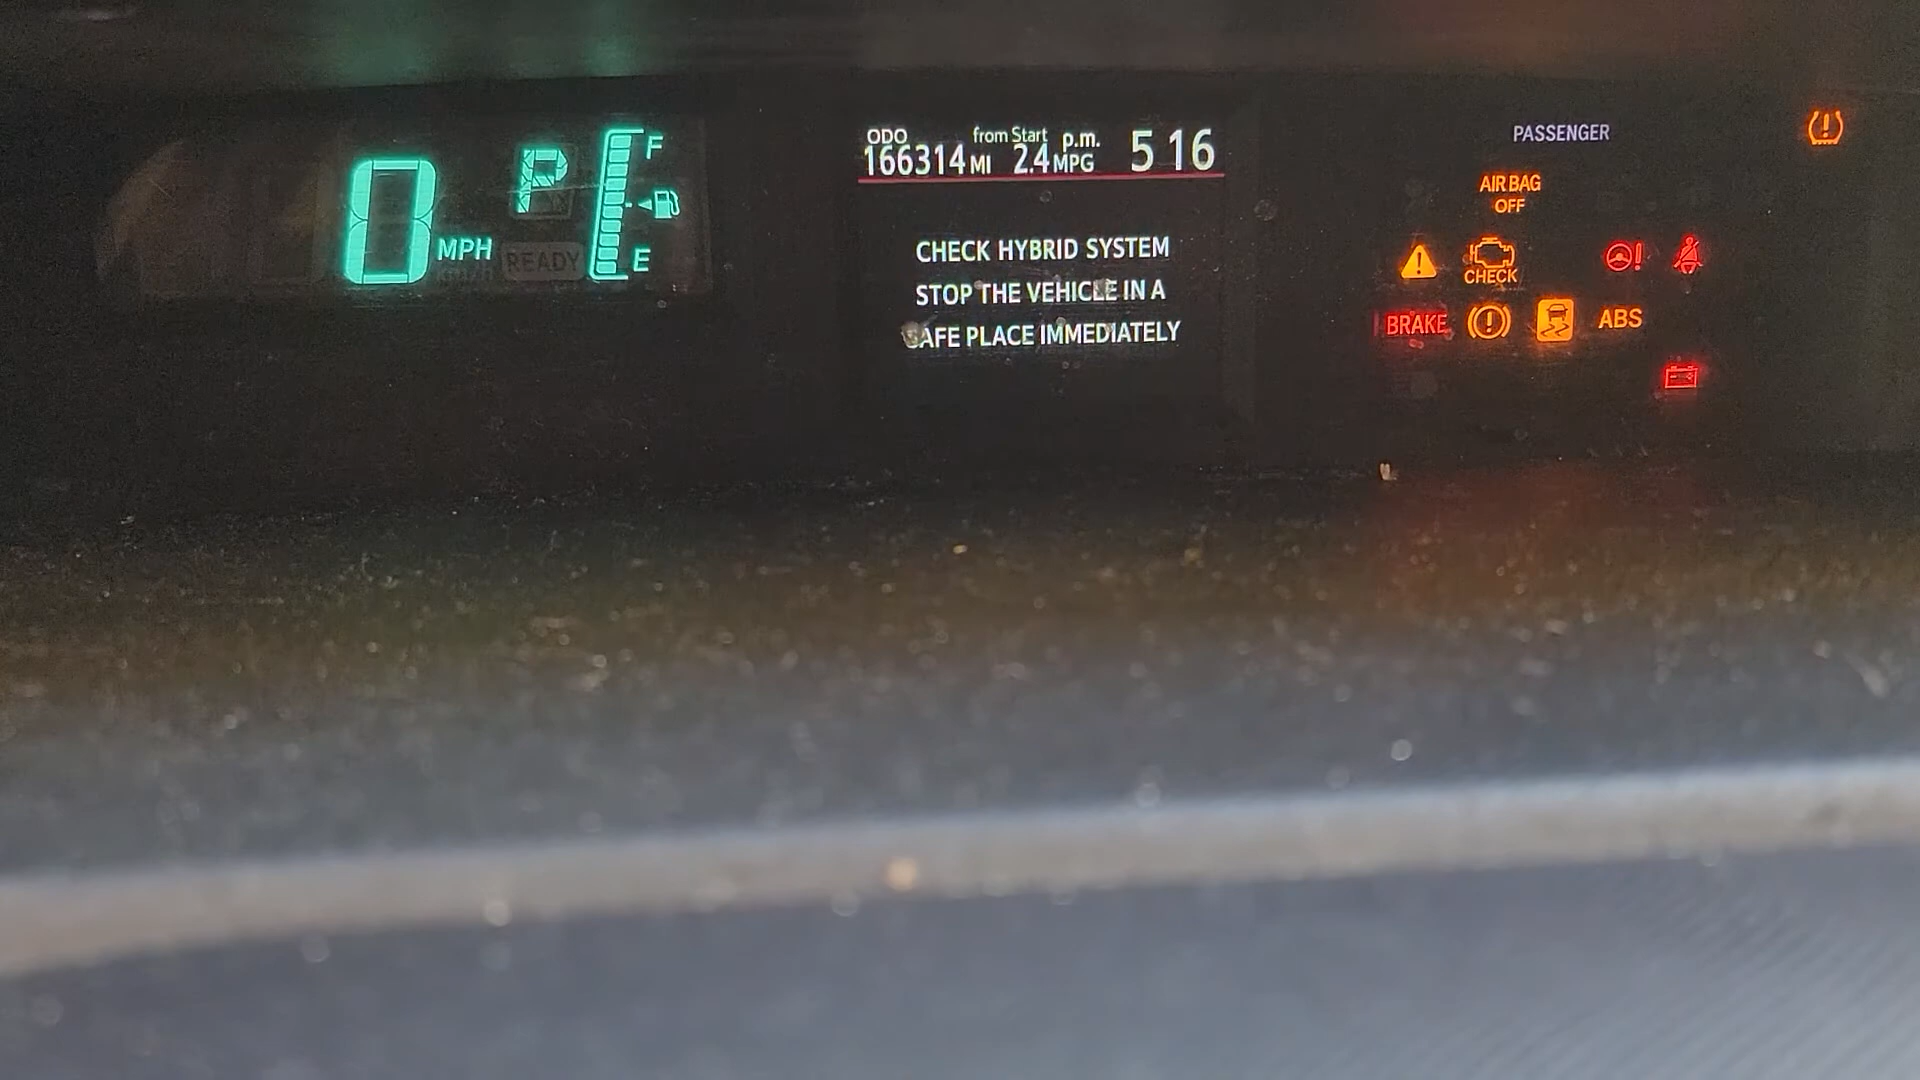 ODO from Start p.m.
166314 MI 2.4 MPG 5 16
0 MPH P F
E
km/h READY
CHECK HYBRID SYSTEM
STOP THE VEHICLE IN A
SAFE PLACE IMMEDIATELY
PASSENGER
AIR BAG
OFF
CHECK
BRAKE ABS